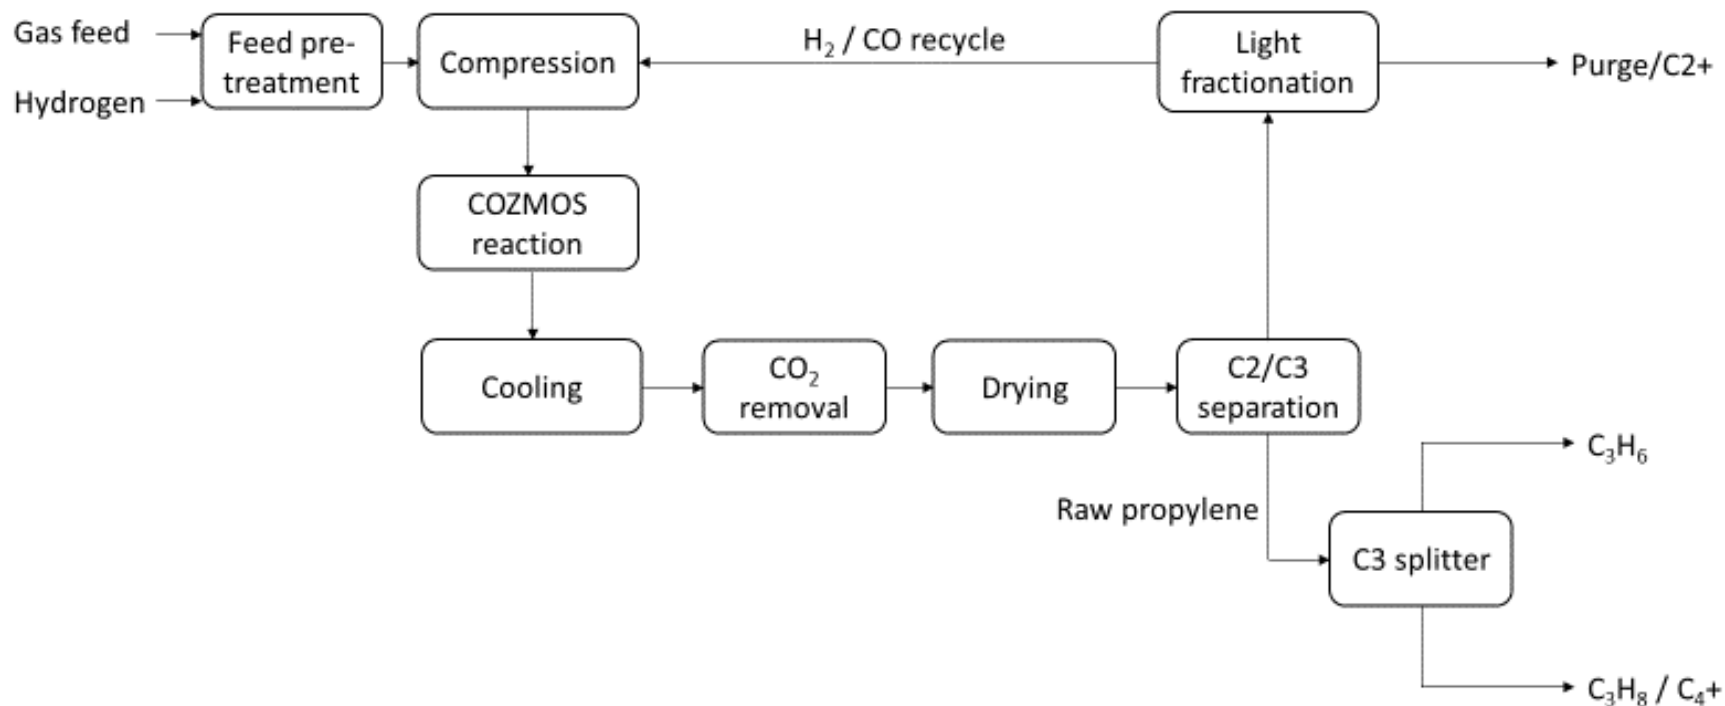 Gas feed
Hydrogen
Feed pre-
treatment
Compression
H₂ / CO recycle
Light
fractionation
Purge/C2+
COZMOS
reaction
Cooling
CO₂
removal
Drying
C2/C3
separation
Raw propylene
C₃H₆
C3 splitter
C₃H₈ / C₄+